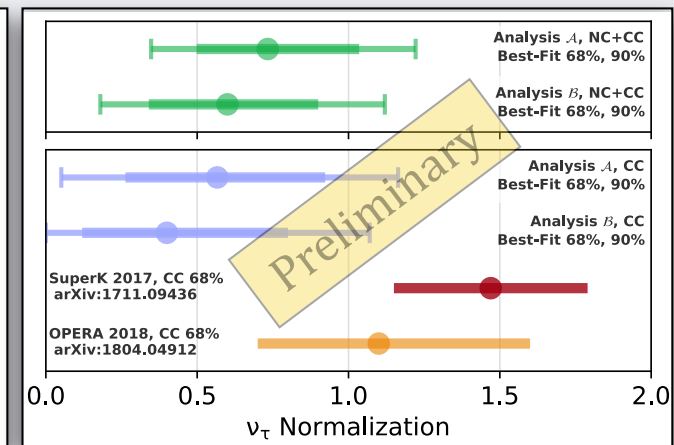 Analysis 𝒜, NC+CC
Best-Fit 68%, 90%
Analysis ℬ, NC+CC
Best-Fit 68%, 90%
Analysis 𝒜, CC
Best-Fit 68%, 90%
Analysis ℬ, CC
Best-Fit 68%, 90%
Preliminary
SuperK 2017, CC 68%
arXiv:1711.09436
OPERA 2018, CC 68%
arXiv:1804.04912
0.0 0.5 1.0 1.5 2.0
ντ Normalization